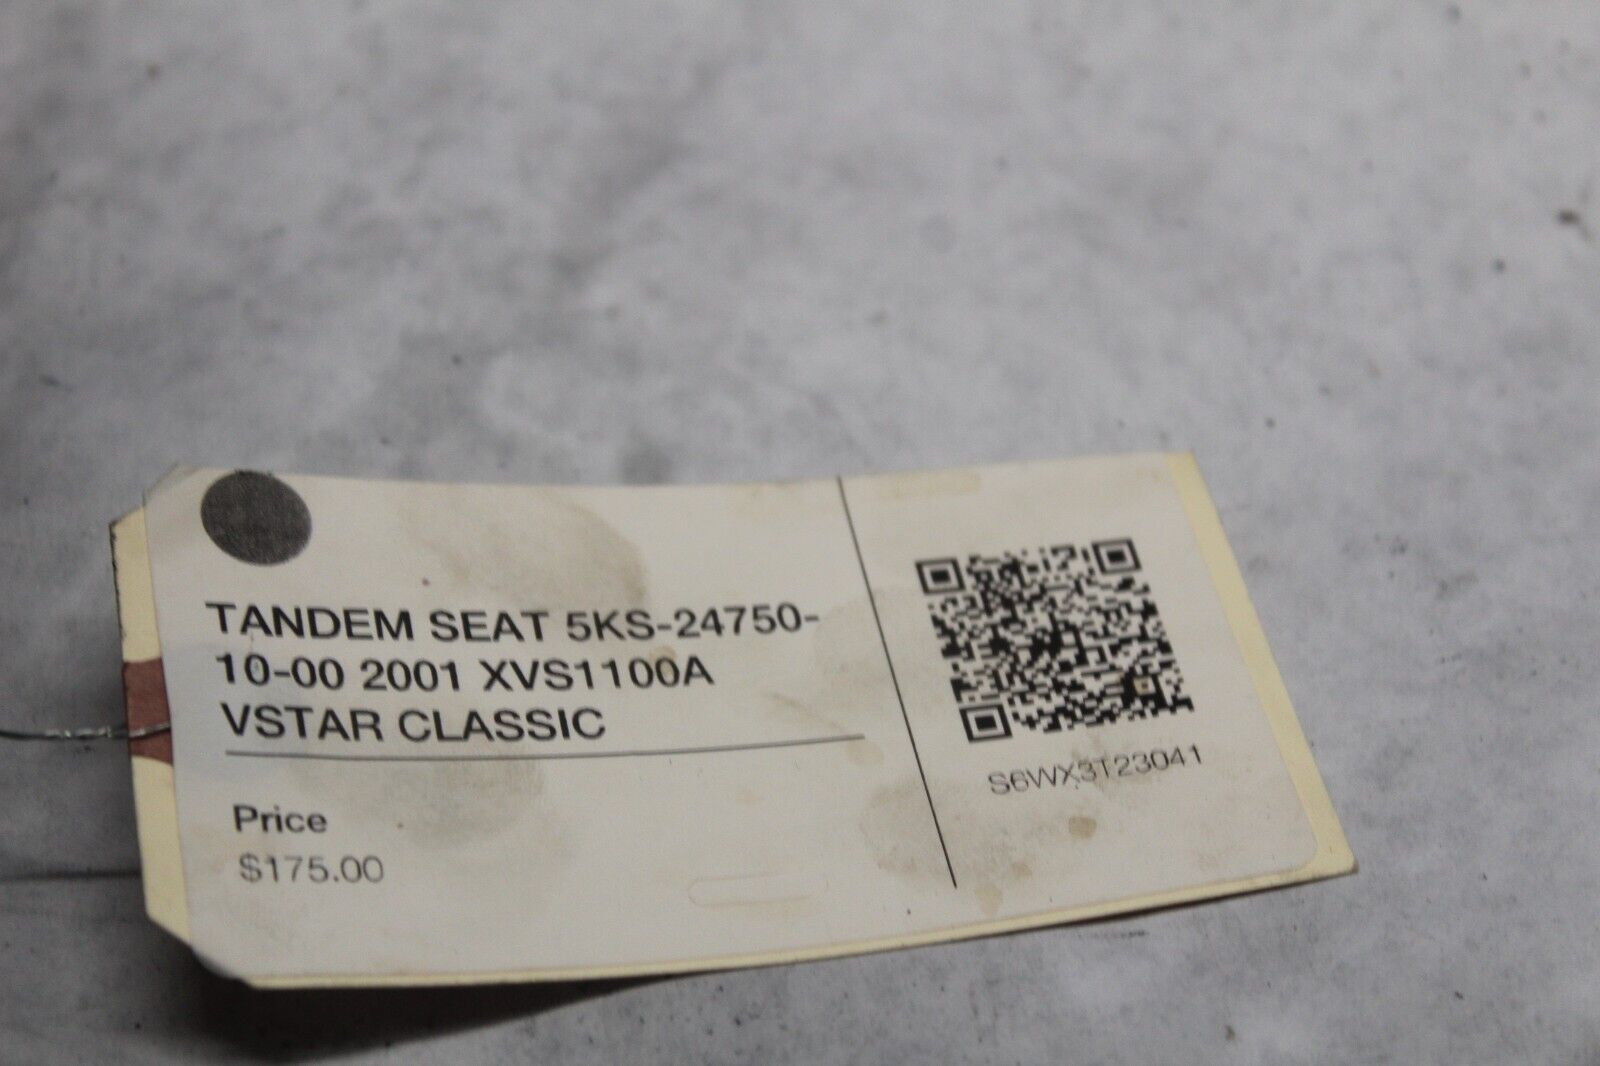 TANDEM SEAT 5KS-24750-
10-00 2001 XVS1100A
VSTAR CLASSIC
Price
$175.00
S6WX3T23041